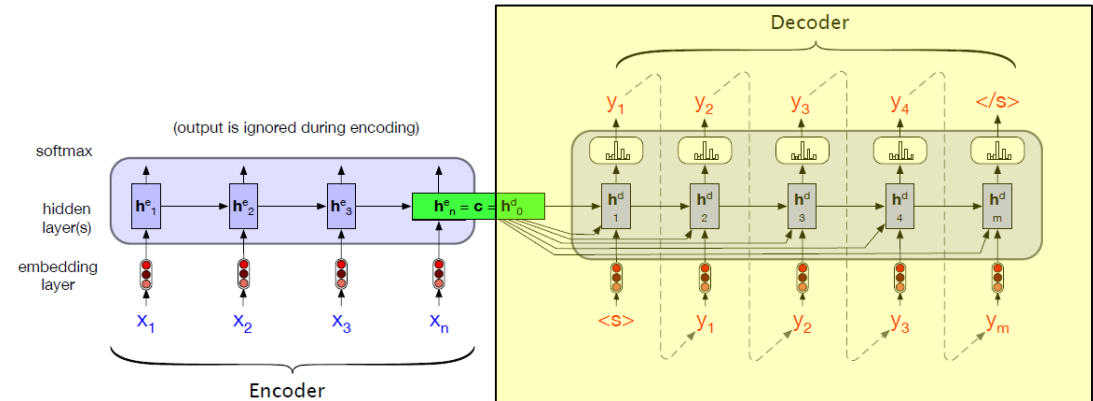 Decoder
y1 y2 y3 y4 </s>
(output is ignored during encoding)
softmax
hidden
layer(s)
he1 he2 he3 hen = c = hd0 hd1 hd2 hd3 hd4 hdm
embedding
layer
x1 x2 x3 xn <s> y1 y2 y3 ym
Encoder